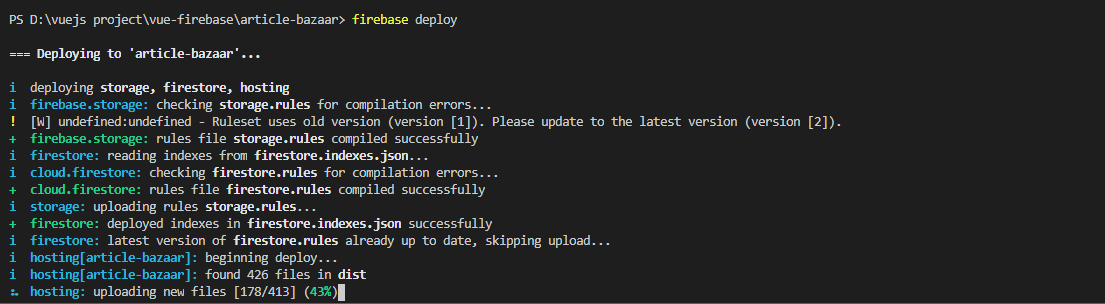 PS D:\vuejs project\vue-firebase\article-bazaar> firebase deploy
=== Deploying to 'article-bazaar'...
i deploying storage, firestore, hosting
i firebase.storage: checking storage.rules for compilation errors...
! [W] undefined:undefined - Ruleset uses old version (version [1]). Please update to the latest version (version [2]).
+ firebase.storage: rules file storage.rules compiled successfully
i firestore: reading indexes from firestore.indexes.json...
i cloud.firestore: checking firestore.rules for compilation errors...
+ cloud.firestore: rules file firestore.rules compiled successfully
i storage: uploading rules storage.rules...
+ firestore: deployed indexes in firestore.indexes.json successfully
i firestore: latest version of firestore.rules already up to date, skipping upload...
i hosting[article-bazaar]: beginning deploy...
i hosting[article-bazaar]: found 426 files in dist
hosting: uploading new files [178/413] (43%)